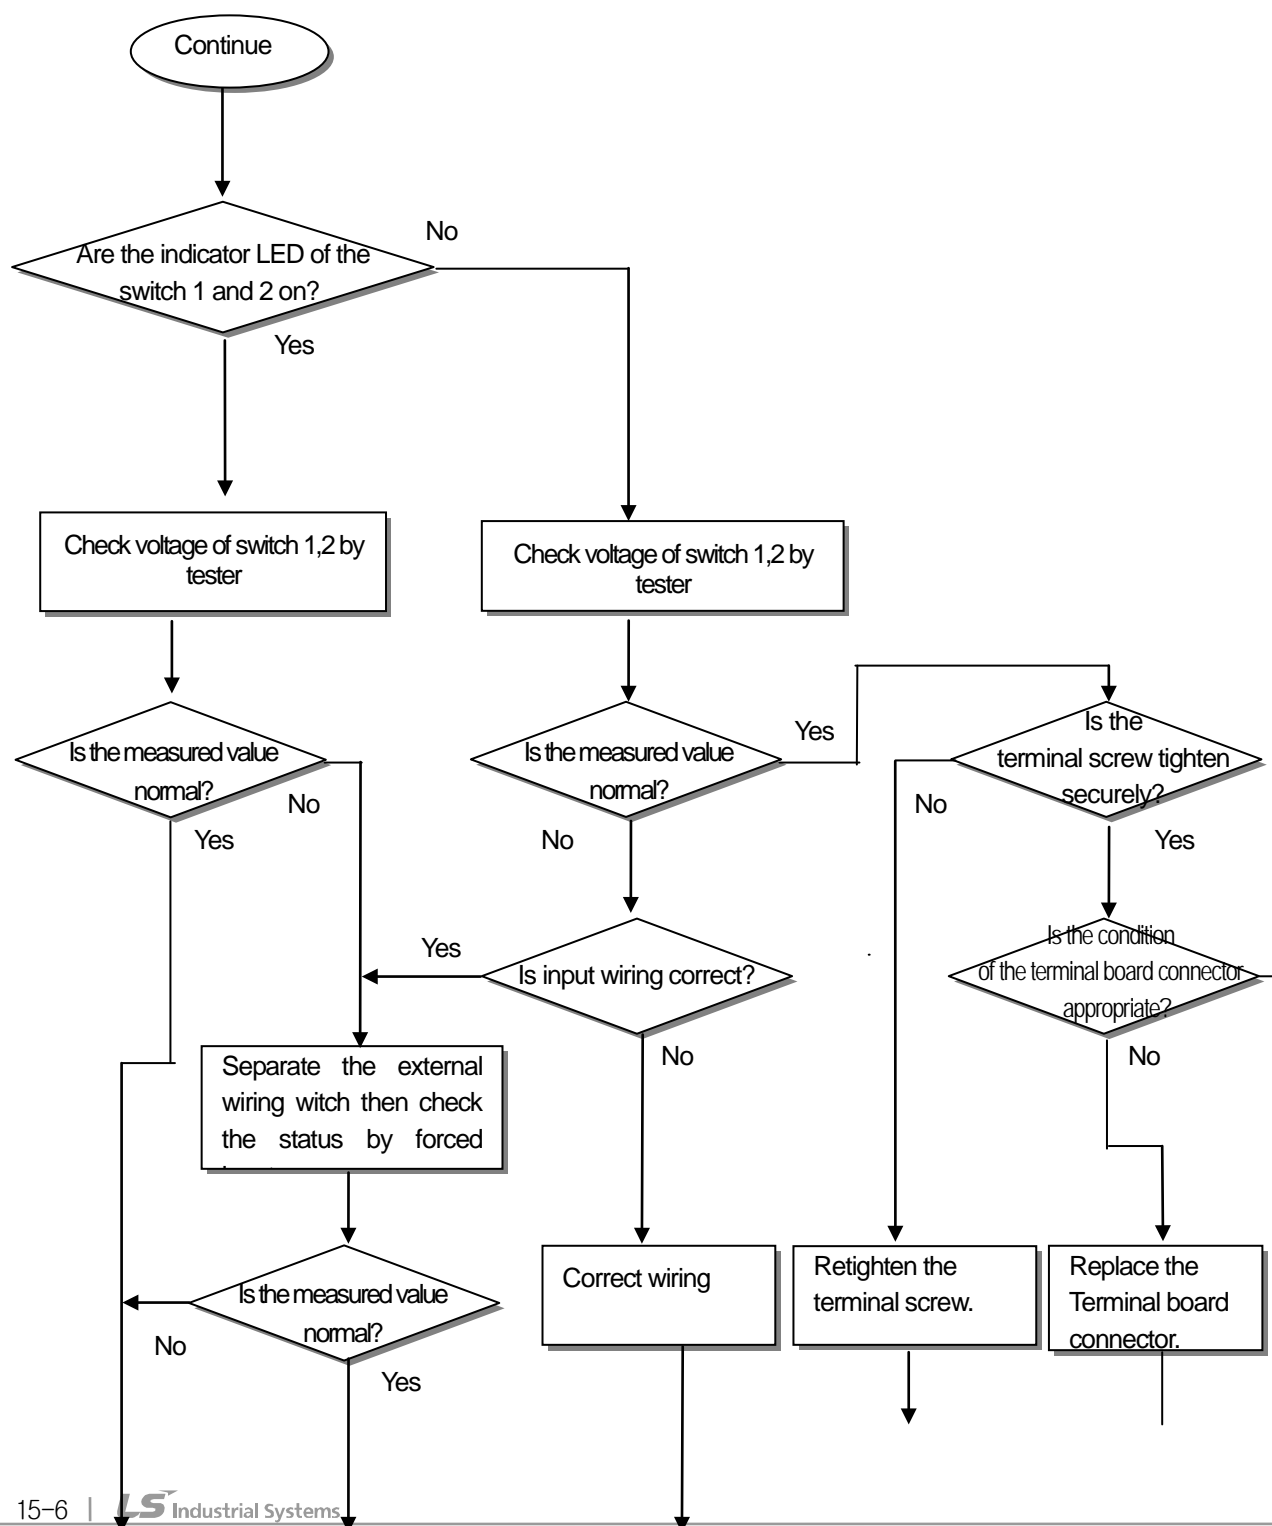 Continue
No
Are the indicator LED of the
switch 1 and 2 on?
Yes
Check voltage of switch 1,2 by
tester
Check voltage of switch 1,2 by
tester
Is the measured value
normal?
No
Yes
Is the measured value
normal?
Yes
No
Is the
terminal screw tighten
securely?
No
Yes
Yes
Is input wiring correct?
No
Is the condition
of the terminal board connector
appropriate?
No
Separate the external
wiring witch then check
the status by forced
Is the measured value
normal?
No
Yes
Correct wiring
Retighten the
terminal screw.
Replace the
Terminal board
connector.
15-6 | LS Industrial Systems